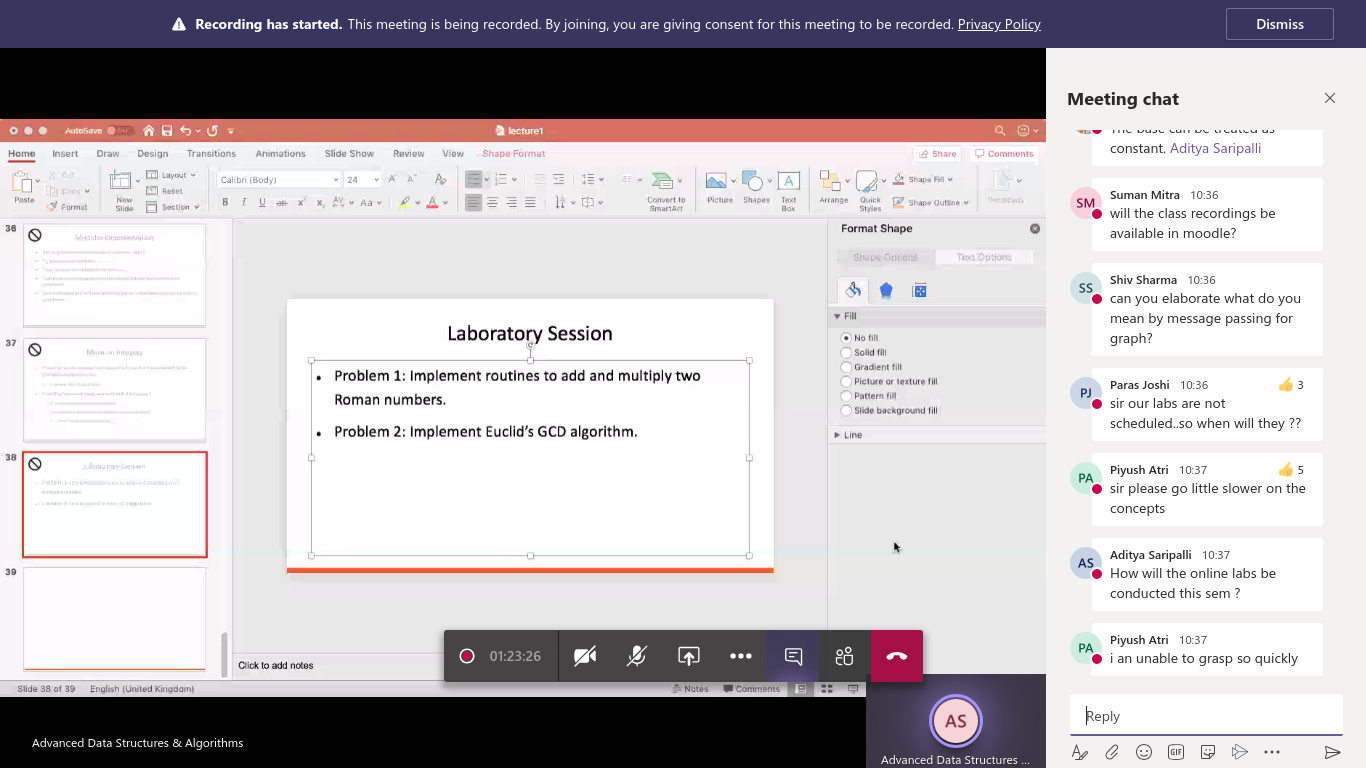 Recording has started. This meeting is being recorded. By joining, you are giving consent for this meeting to be recorded. Privacy Policy
Dismiss
AutoSave
lecture1
Home Insert Draw Design Transitions Animations Slide Show Review View Shape Format
Share Comments
Paste
Format
New
Slide
Layout
Reset
Section
Calibri (Body) 24
Convert to
SmartArt
Picture
Shapes
Text
Box
Arrange
Quick
Styles
Shape Fill
Shape Outline
36
37
38
39
Laboratory Session
• Problem 1: Implement routines to add and multiply two
Roman numbers.
• Problem 2: Implement Euclid's GCD algorithm.
Format Shape
Shape Options Text Options
Fill
No fill
Solid fill
Gradient fill
Picture or texture fill
Pattern fill
Slide background fill
Line
Click to add notes
01:23:26
Slide 38 of 39 English (United Kingdom)
Notes Comments
Advanced Data Structures & Algorithms
AS
Advanced Data Structures ...
Meeting chat
The base can be treated as
constant. Aditya Saripalli
SM
Suman Mitra 10:36
will the class recordings be
available in moodle?
SS
Shiv Sharma 10:36
can you elaborate what do you
mean by message passing for
graph?
PJ
Paras Joshi 10:36 3
sir our labs are not
scheduled..so when will they ??
PA
Piyush Atri 10:37 5
sir please go little slower on the
concepts
AS
Aditya Saripalli 10:37
How will the online labs be
conducted this sem ?
PA
Piyush Atri 10:37
i an unable to grasp so quickly
Reply
GIF